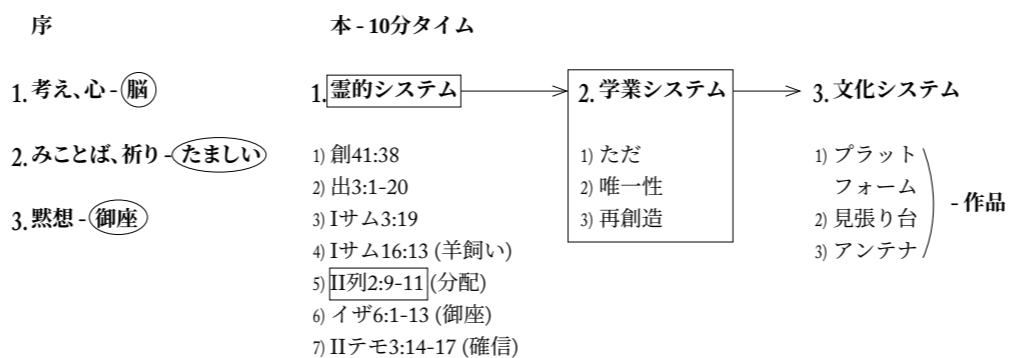 序
1. 考え、心 - 脳
2. みことば、祈り - たましい
3. 黙想 - 御座
本 - 10分タイム
1. 霊的システム
1) 創41:38
2) 出3:1-20
3) Iサム3:19
4) Iサム16:13 (羊飼い)
5) II列2:9-11 (分配)
6) イザ6:1-13 (御座)
7) IIテモ3:14-17 (確信)
2. 学業システム
1) ただ
2) 唯一性
3) 再創造
3. 文化システム
1) プラット
フォーム
2) 見張り台
3) アンテナ
- 作品